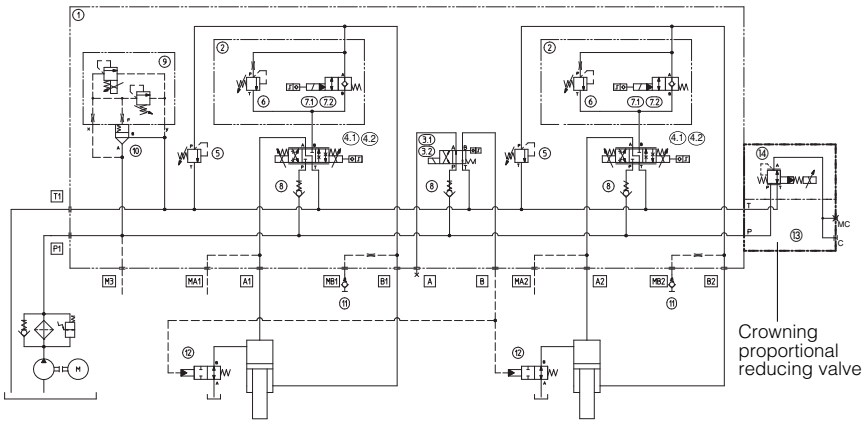 1
9
2
2
P
T
6
7.1 7.2
A
B
P
T
6
7.1 7.2
A
B
X
F
Y
B
A
10
P
T
5
4.1 4.2
A B
P T
8
3.1
3.2
A B
P T
8
P
T
5
4.1 4.2
A B
P T
8
14
A
P T
T1
T
P1
P
13
MC
C
M3
MA1
A1
MB1
B1
A
B
MA2
A2
MB2
B2
11
11
12
B
A
12
B
A
M
Crowning
proportional
reducing valve